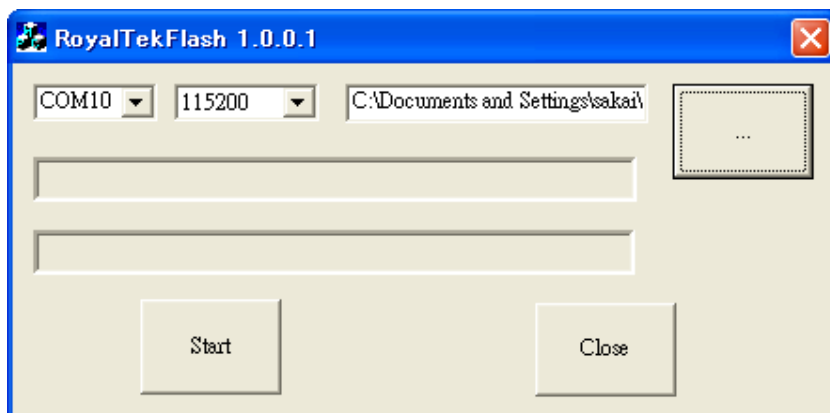 RoyalTekFlash 1.0.0.1
COM10 115200 C:\Documents and Settings\sakai\ ...
Start Close